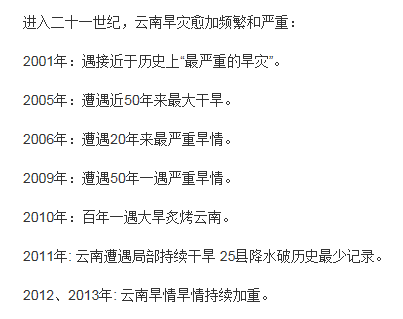 进入二十一世纪，云南旱灾愈加频繁和严重：
2001年：遇接近于历史上“最严重的旱灾”。
2005年：遭遇近50年来最大干旱。
2006年：遭遇20年来最严重旱情。
2009年：遭遇50年一遇严重旱情。
2010年：百年一遇大旱炙烤云南。
2011年: 云南遭遇局部持续干旱 25县降水破历史最少记录。
2012、2013年: 云南旱情旱情持续加重。